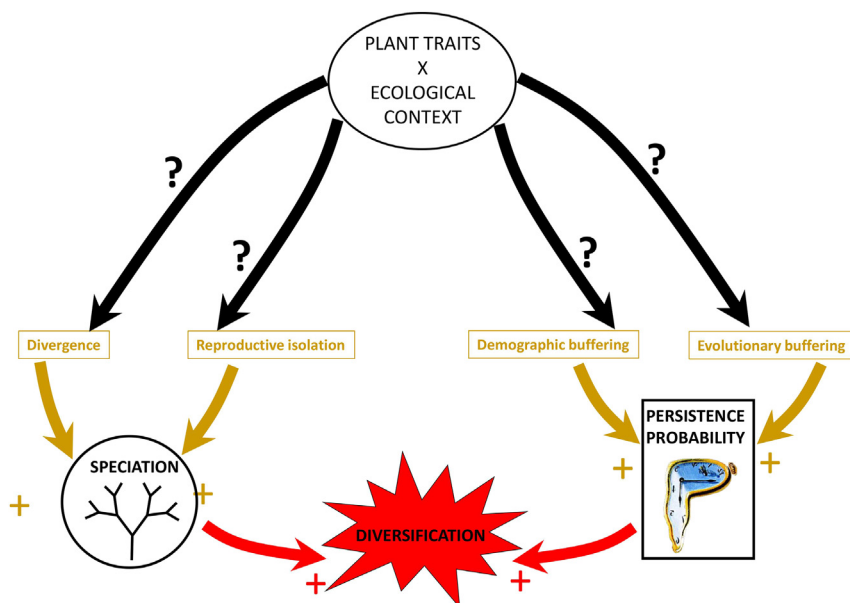 PLANT TRAITS
X
ECOLOGICAL
CONTEXT
?
?
?
?
Divergence
Reproductive isolation
Demographic buffering
Evolutionary buffering
SPECIATION
PERSISTENCE
PROBABILITY
+
+
+
+
DIVERSIFICATION
+
+